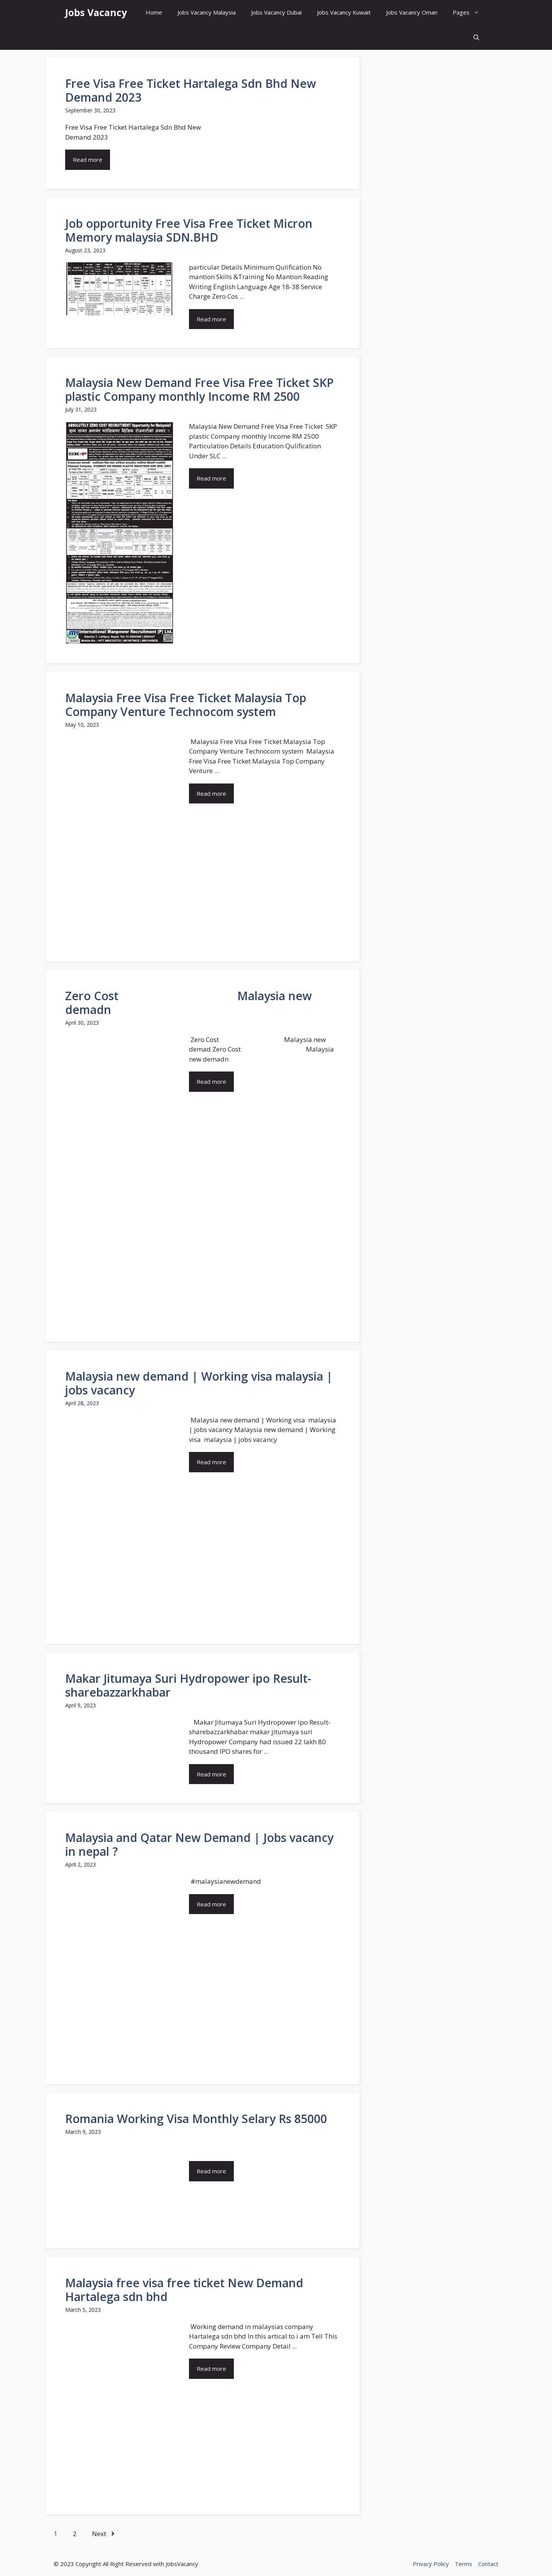 Jobs Vacancy
Home
Jobs Vacancy Malaysia
Jobs Vacancy Dubai
Jobs Vacancy Kuwait
Jobs Vacancy Oman
Pages
Free Visa Free Ticket Hartalega Sdn Bhd New
Demand 2023
September 30, 2023
Free Visa Free Ticket Hartalega Sdn Bhd New
Demand 2023
Read more
Job opportunity Free Visa Free Ticket Micron
Memory malaysia SDN.BHD
August 23, 2023
particular Details Minimum Qulification No
mantion Skills &Training No Mantion Reading
Writing English Language Age 18-38 Service
Charge Zero Cos ...
Read more
Malaysia New Demand Free Visa Free Ticket SKP
plastic Company monthly Income RM 2500
July 31, 2023
ABSOLUTELY ZERO COST RECRUITMENT Opportunity for Malaysia!!
International Manpower Recruitment (P) Ltd.
Malaysia New Demand Free Visa Free Ticket SKP
plastic Company monthly Income RM 2500
Particulation Details Education Qulification
Under SLC ...
Read more
Malaysia Free Visa Free Ticket Malaysia Top
Company Venture Technocom system
May 10, 2023
Malaysia Free Visa Free Ticket Malaysia Top
Company Venture Technocom system Malaysia
Free Visa Free Ticket Malaysia Top Company
Venture ...
Read more
Zero Cost Malaysia new
demadn
April 30, 2023
Zero Cost Malaysia new
demad Zero Cost Malaysia
new demadn
Read more
Malaysia new demand | Working visa malaysia |
jobs vacancy
April 28, 2023
Malaysia new demand | Working visa malaysia
| jobs vacancy Malaysia new demand | Working
visa malaysia | jobs vacancy
Read more
Makar Jitumaya Suri Hydropower ipo Result-
sharebazzarkhabar
April 9, 2023
Makar Jitumaya Suri Hydropower ipo Result-
sharebazzarkhabar makar jitumaya suri
Hydropower Company had issued 22 lakh 80
thousand IPO shares for ...
Read more
Malaysia and Qatar New Demand | Jobs vacancy
in nepal ?
April 2, 2023
#malaysianewdemand
Read more
Romania Working Visa Monthly Selary Rs 85000
March 9, 2023
Read more
Malaysia free visa free ticket New Demand
Hartalega sdn bhd
March 5, 2023
Working demand in malaysias company
Hartalega sdn bhd In this artical to i am Tell This
Company Review Company Detail ...
Read more
1 2 Next
© 2023 Copyright All Right Reserved with JobsVacancy
Privacy Policy Terms Contact